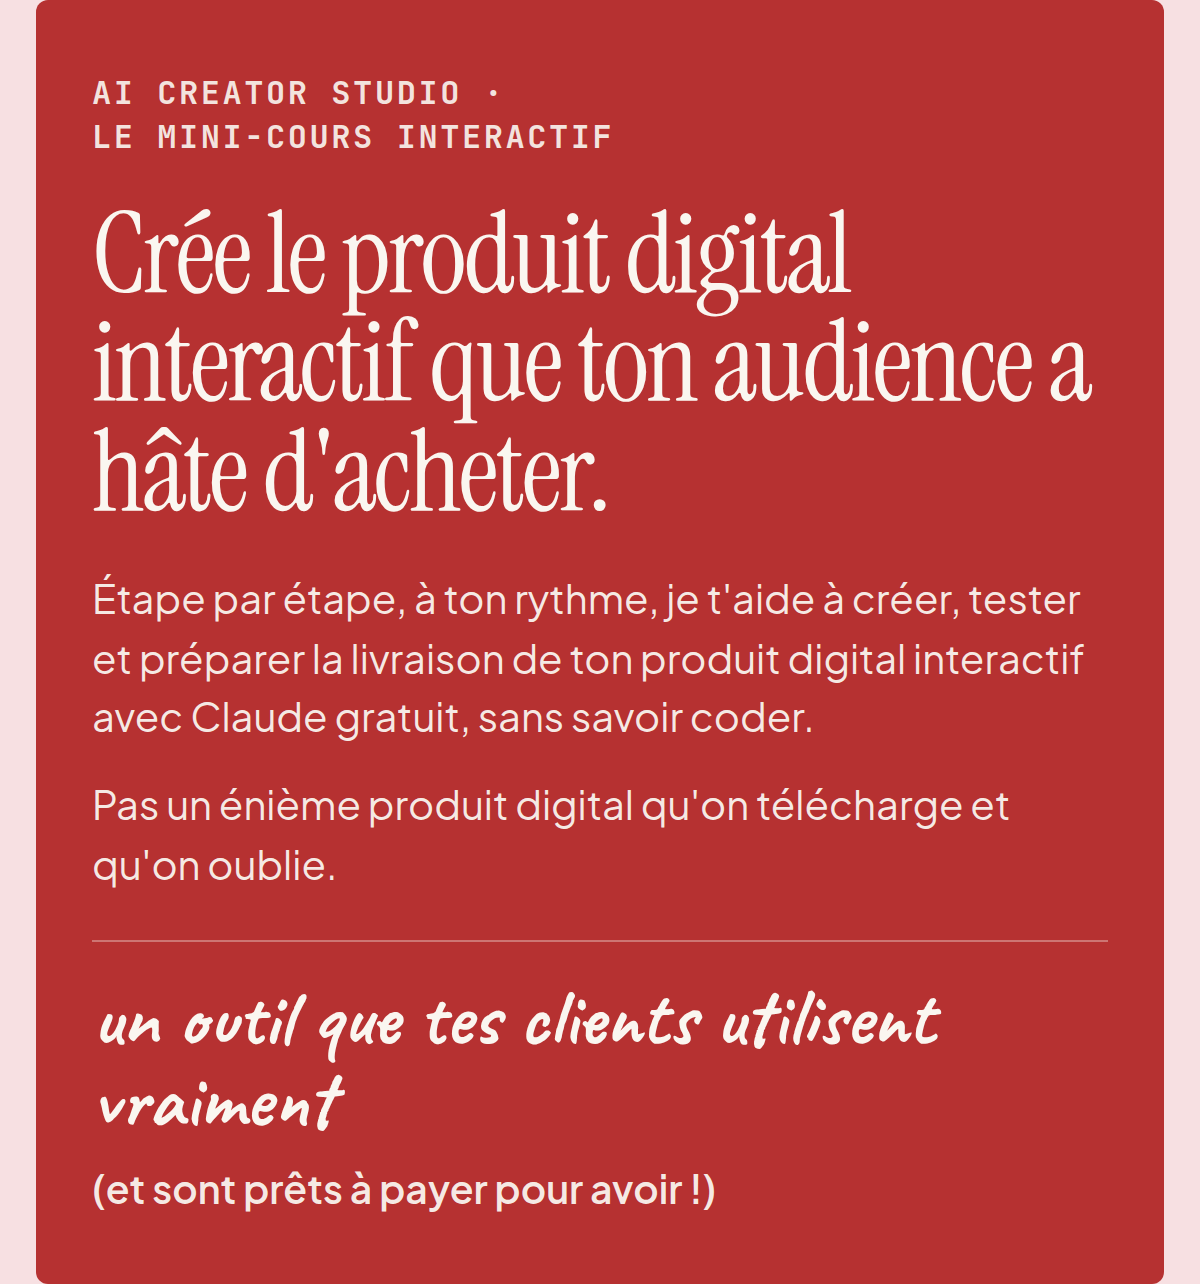 AI CREATOR STUDIO ·
LE MINI-COURS INTERACTIF
Crée le produit digital
interactif que ton audience a
hâte d'acheter.
Étape par étape, à ton rythme, je t'aide à créer, tester
et préparer la livraison de ton produit digital interactif
avec Claude gratuit, sans savoir coder.
Pas un énième produit digital qu'on télécharge et
qu'on oublie.
un outil que tes clients utilisent
vraiment
(et sont prêts à payer pour avoir !)